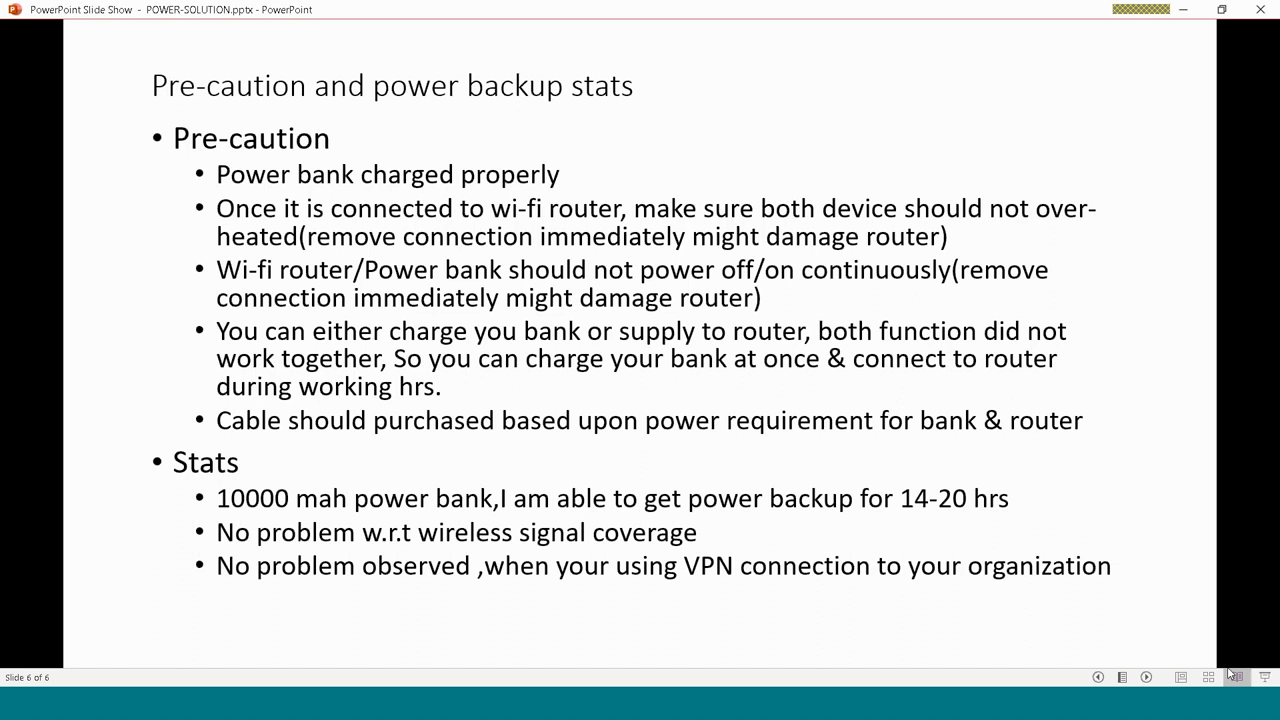 PowerPoint Slide Show - POWER-SOLUTION.pptx - PowerPoint
Pre-caution and power backup stats
• Pre-caution
• Power bank charged properly
• Once it is connected to wi-fi router, make sure both device should not over-
heated(remove connection immediately might damage router)
• Wi-fi router/Power bank should not power off/on continuously(remove
connection immediately might damage router)
• You can either charge you bank or supply to router, both function did not
work together, So you can charge your bank at once & connect to router
during working hrs.
• Cable should purchased based upon power requirement for bank & router
• Stats
• 10000 mah power bank,I am able to get power backup for 14-20 hrs
• No problem w.r.t wireless signal coverage
• No problem observed ,when your using VPN connection to your organization
Slide 6 of 6